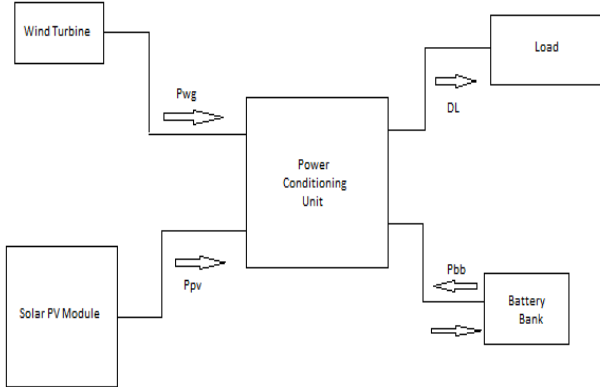 Wind Turbine
Pwg
Load
DL
Power
Conditioning
Unit
Solar PV Module
Ppv
Pbb
Battery
Bank